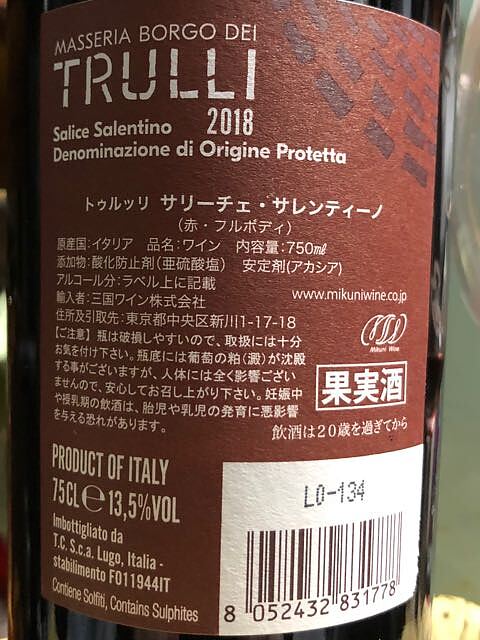 MASSERIA BORGO DEI
TRULLI
Salice Salentino 2018
Denominazione di Origine Protetta
トゥルッリ サリーチェ・サレンティーノ
（赤・フルボディ）
原産国：イタリア 品名：ワイン 内容量：750㎖
添加物：酸化防止剤（亜硫酸塩） 安定剤(アカシア)
アルコール分：ラベル上に記載
輸入者：三国ワイン株式会社
www.mikuniwine.co.jp
住所及引取先：東京都中央区新川1-17-18
【ご注意】瓶は破損しやすいので、取扱には十分
お気を付け下さい。瓶底には葡萄の粕(澱)が沈殿
する事がございますが、人体には全く影響ござい
ませんので、安心してお召し上がり下さい。妊娠中
や授乳期の飲酒は、胎児や乳児の発育に悪影響
を与える恐れがあります。
Mikuni Wine
果実酒
飲酒は20歳を過ぎてから
PRODUCT OF ITALY
75CL e 13,5%VOL
Imbottigliato da
T.C. S.c.a. Lugo, Italia -
stabilimento FO11944IT
Contiene Solfiti, Contains Sulphites
L0-134
8 052432 831778